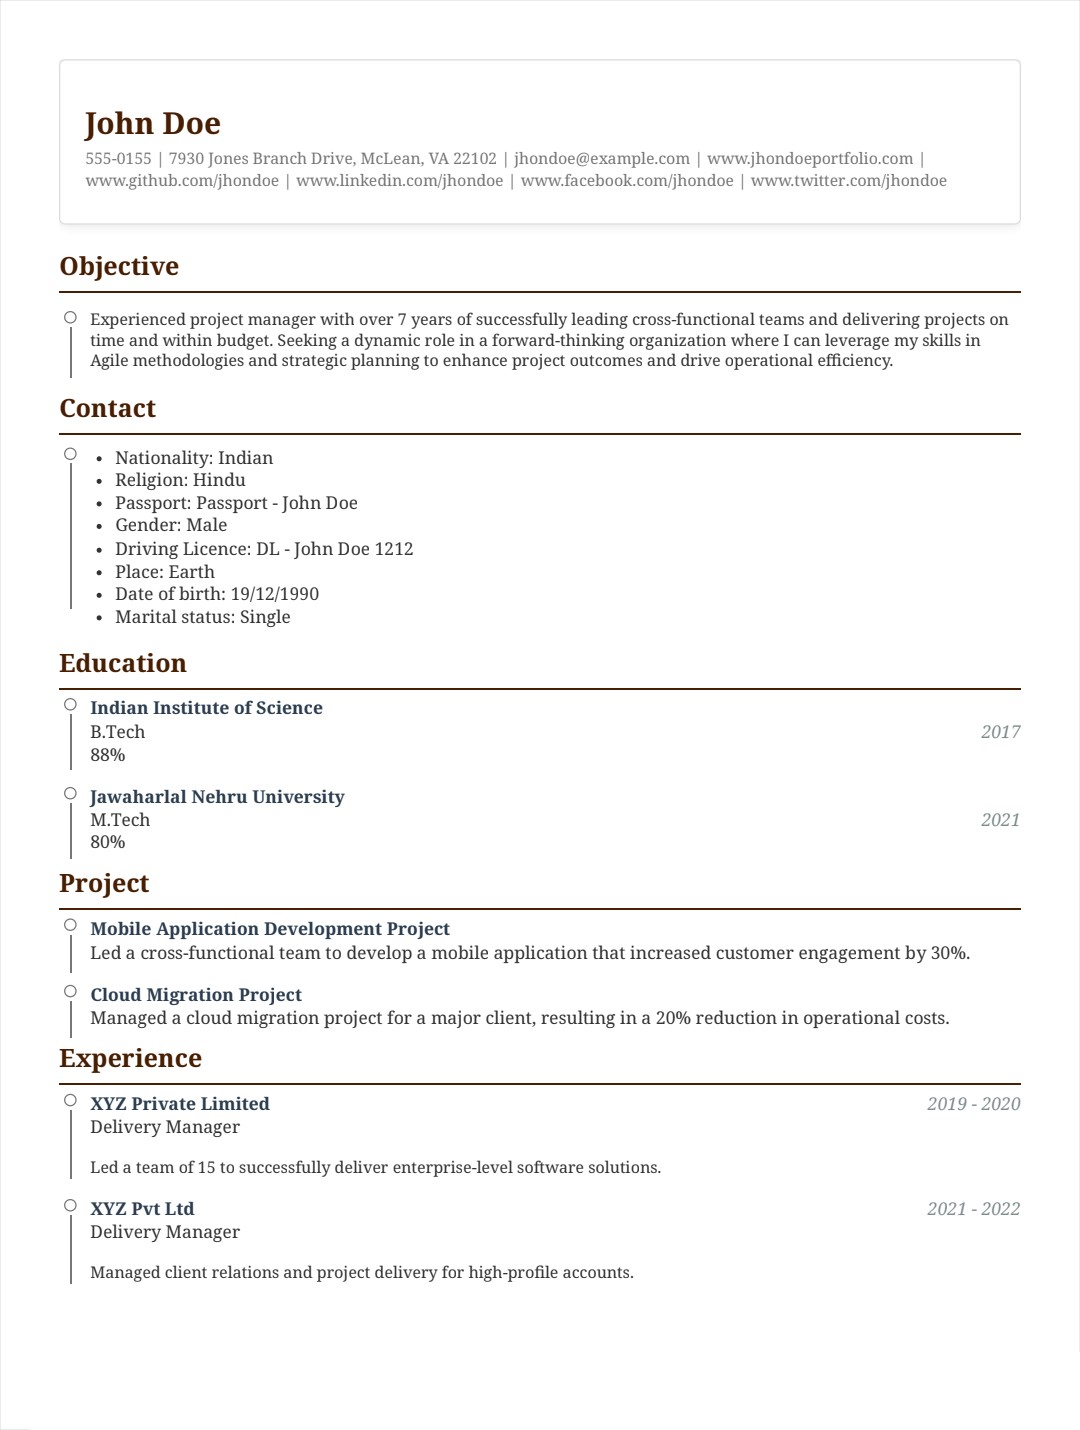 John Doe
555-0155 | 7930 Jones Branch Drive, McLean, VA 22102 | jhondoe@example.com | www.jhondoeportfolio.com |
www.github.com/jhondoe | www.linkedin.com/jhondoe | www.facebook.com/jhondoe | www.twitter.com/jhondoe
Objective
Experienced project manager with over 7 years of successfully leading cross-functional teams and delivering projects on
time and within budget. Seeking a dynamic role in a forward-thinking organization where I can leverage my skills in
Agile methodologies and strategic planning to enhance project outcomes and drive operational efficiency.
Contact
• Nationality: Indian
• Religion: Hindu
• Passport: Passport - John Doe
• Gender: Male
• Driving Licence: DL - John Doe 1212
• Place: Earth
• Date of birth: 19/12/1990
• Marital status: Single
Education
Indian Institute of Science
B.Tech 2017
88%
Jawaharlal Nehru University
M.Tech 2021
80%
Project
Mobile Application Development Project
Led a cross-functional team to develop a mobile application that increased customer engagement by 30%.
Cloud Migration Project
Managed a cloud migration project for a major client, resulting in a 20% reduction in operational costs.
Experience
XYZ Private Limited 2019 - 2020
Delivery Manager
Led a team of 15 to successfully deliver enterprise-level software solutions.
XYZ Pvt Ltd 2021 - 2022
Delivery Manager
Managed client relations and project delivery for high-profile accounts.